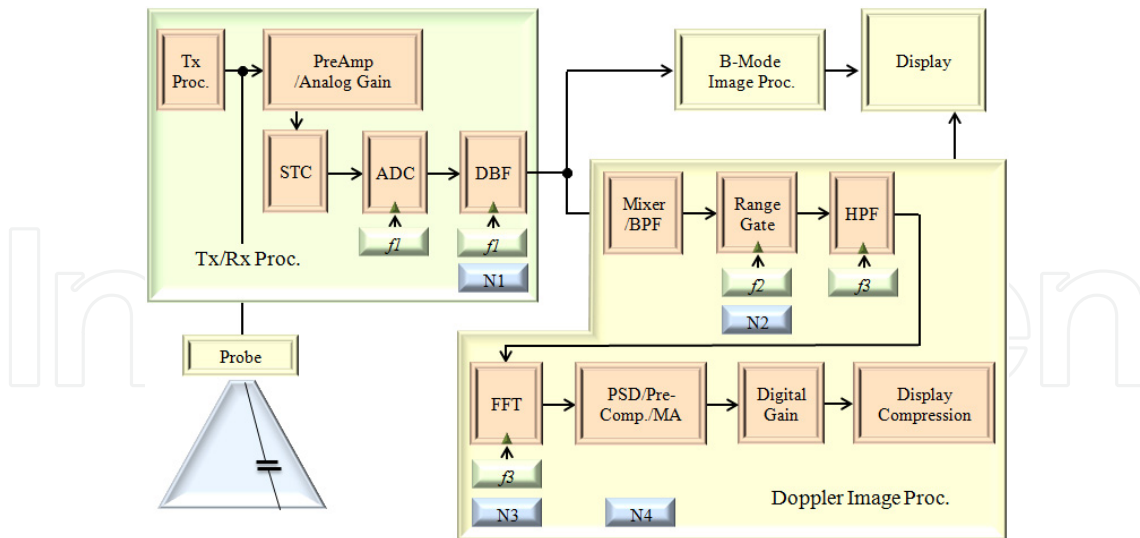 Tx
Proc.
PreAmp
/Analog Gain
B-Mode
Image Proc.
Display
STC
ADC
DBF
f1
f1
N1
Tx/Rx Proc.
Mixer
/BPF
Range
Gate
HPF
f2
f3
N2
Probe
FFT
PSD/Pre-
Comp./MA
Digital
Gain
Display
Compression
f3
N3
N4
Doppler Image Proc.